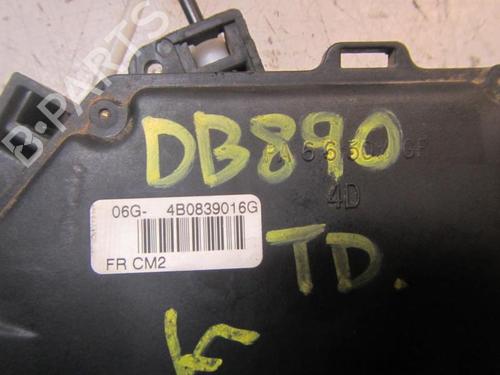 B-PARTS
DB890
4D
06G- 4B0839016G
FR CM2
TD.
K